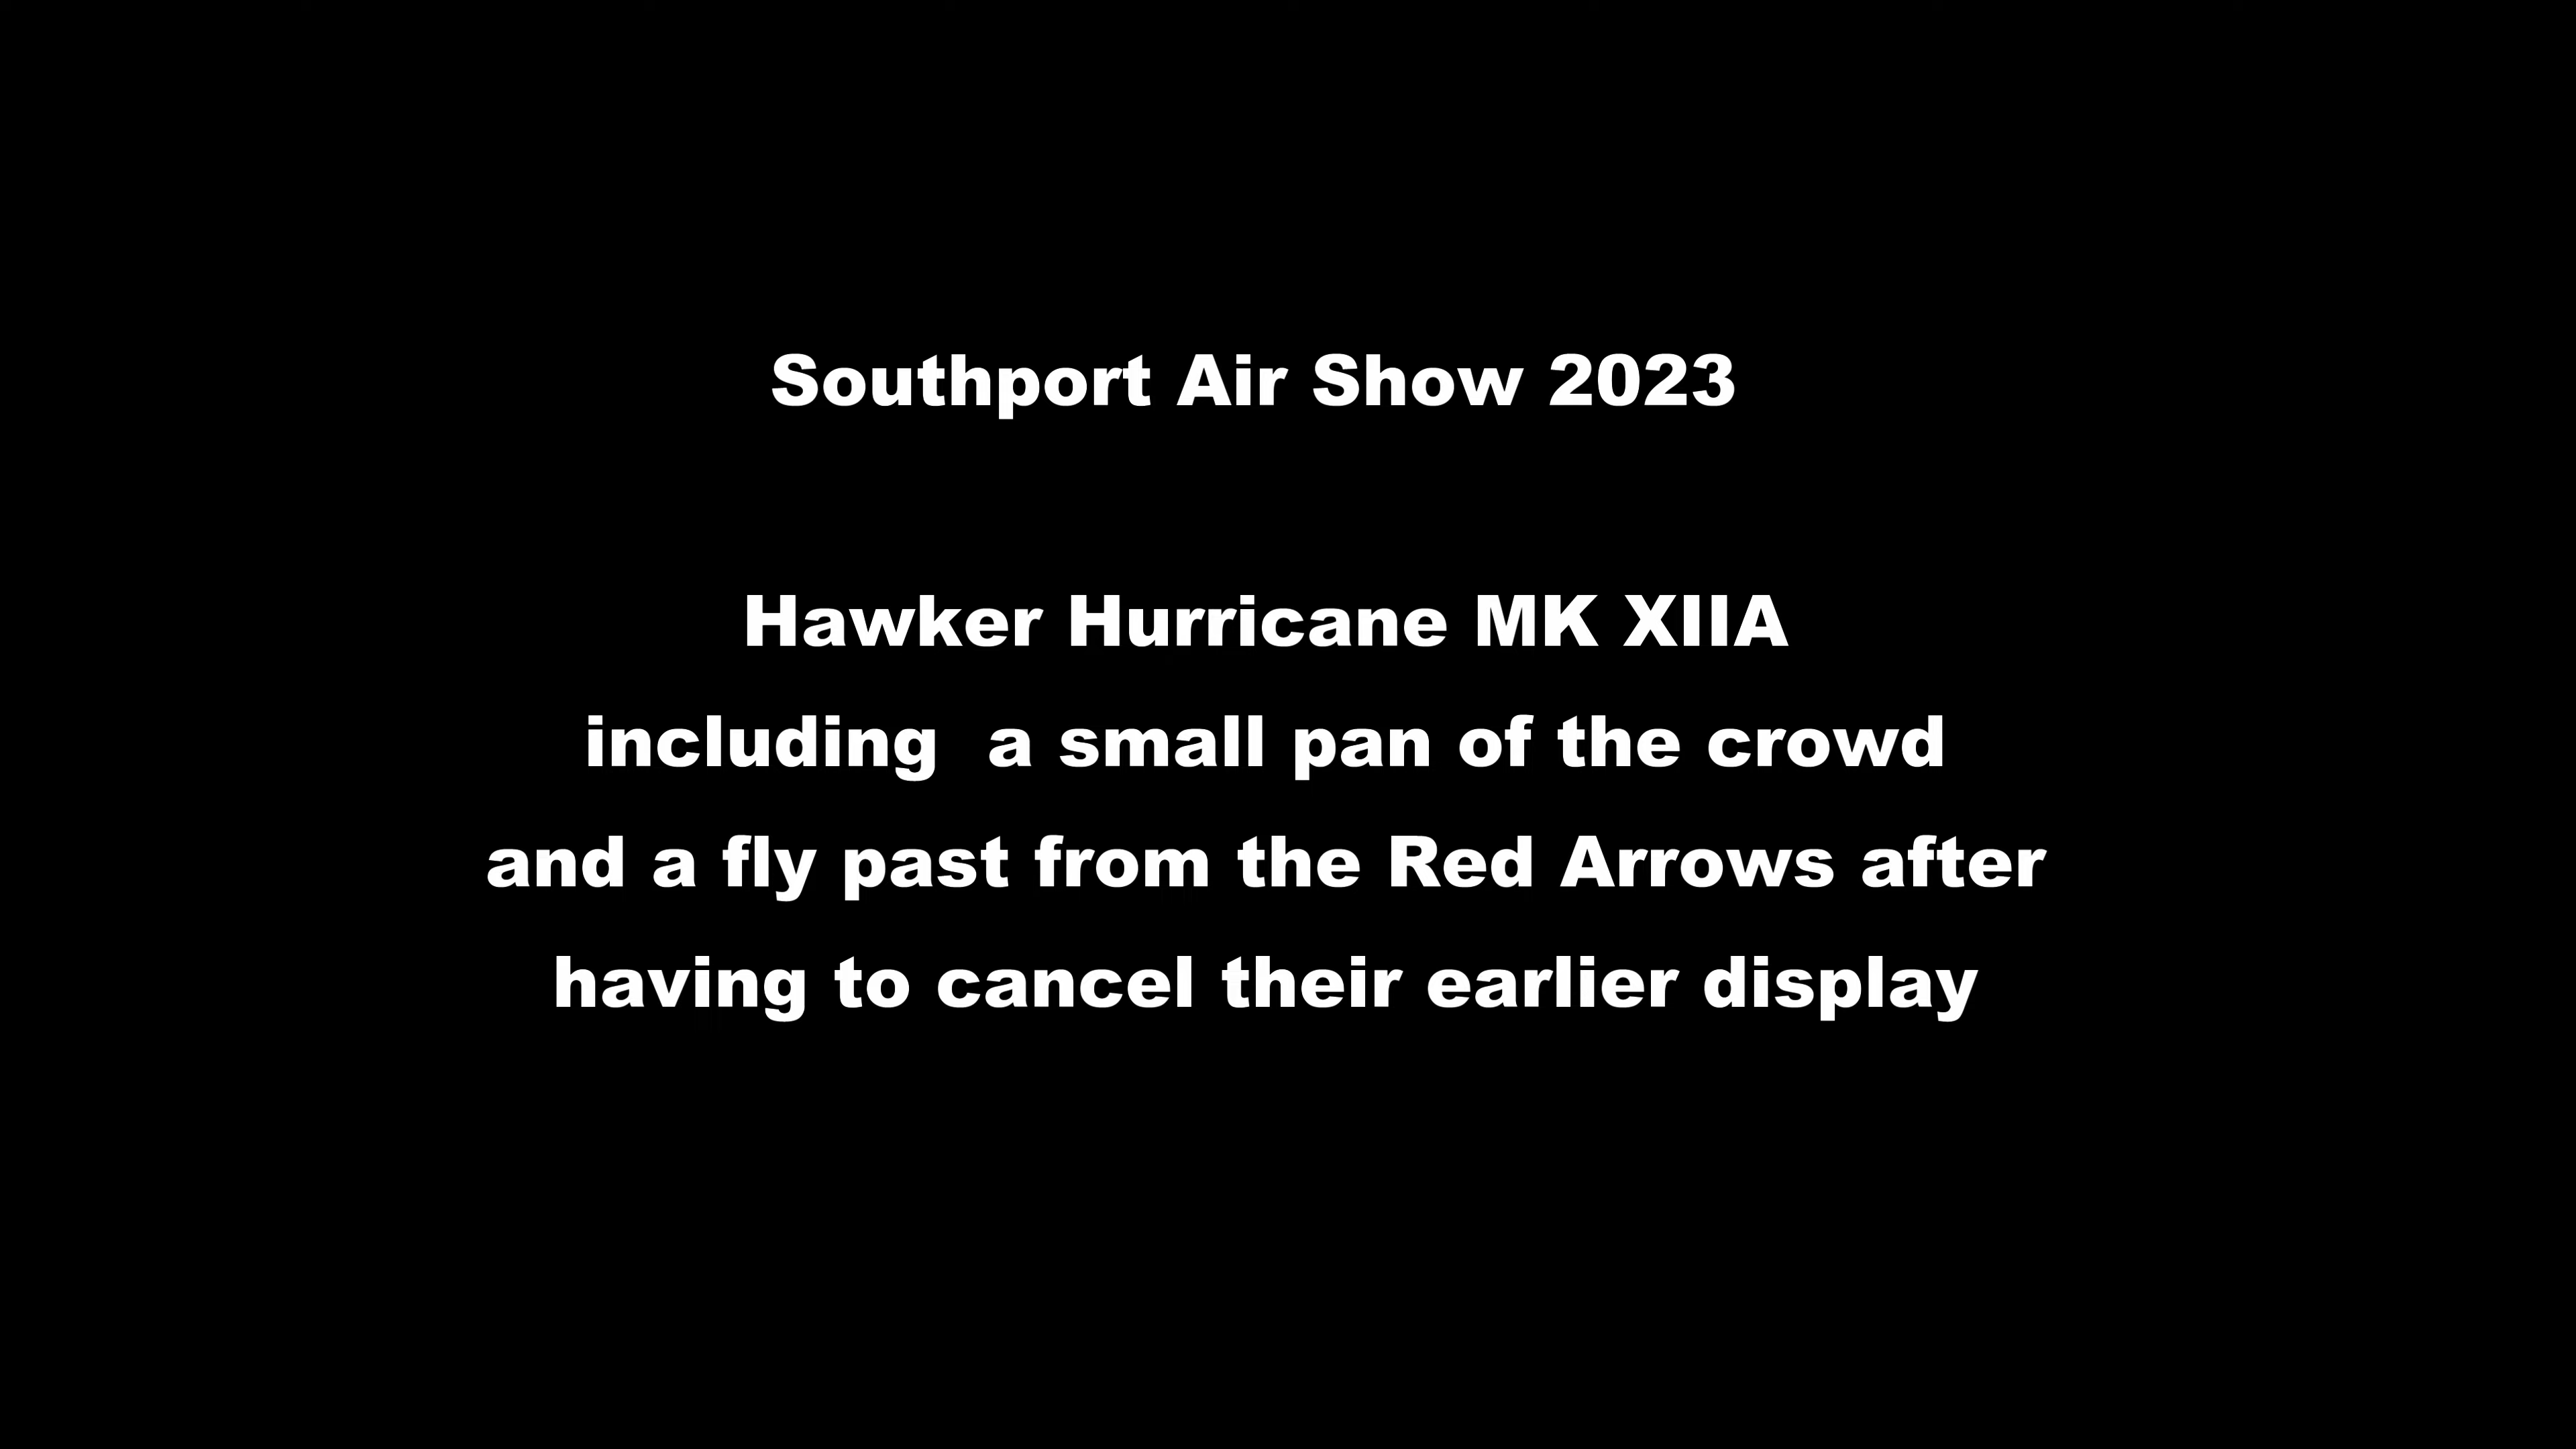 Southport Air Show 2023
Hawker Hurricane MK XIIA
including  a small pan of the crowd
and a fly past from the Red Arrows after
having to cancel their earlier display